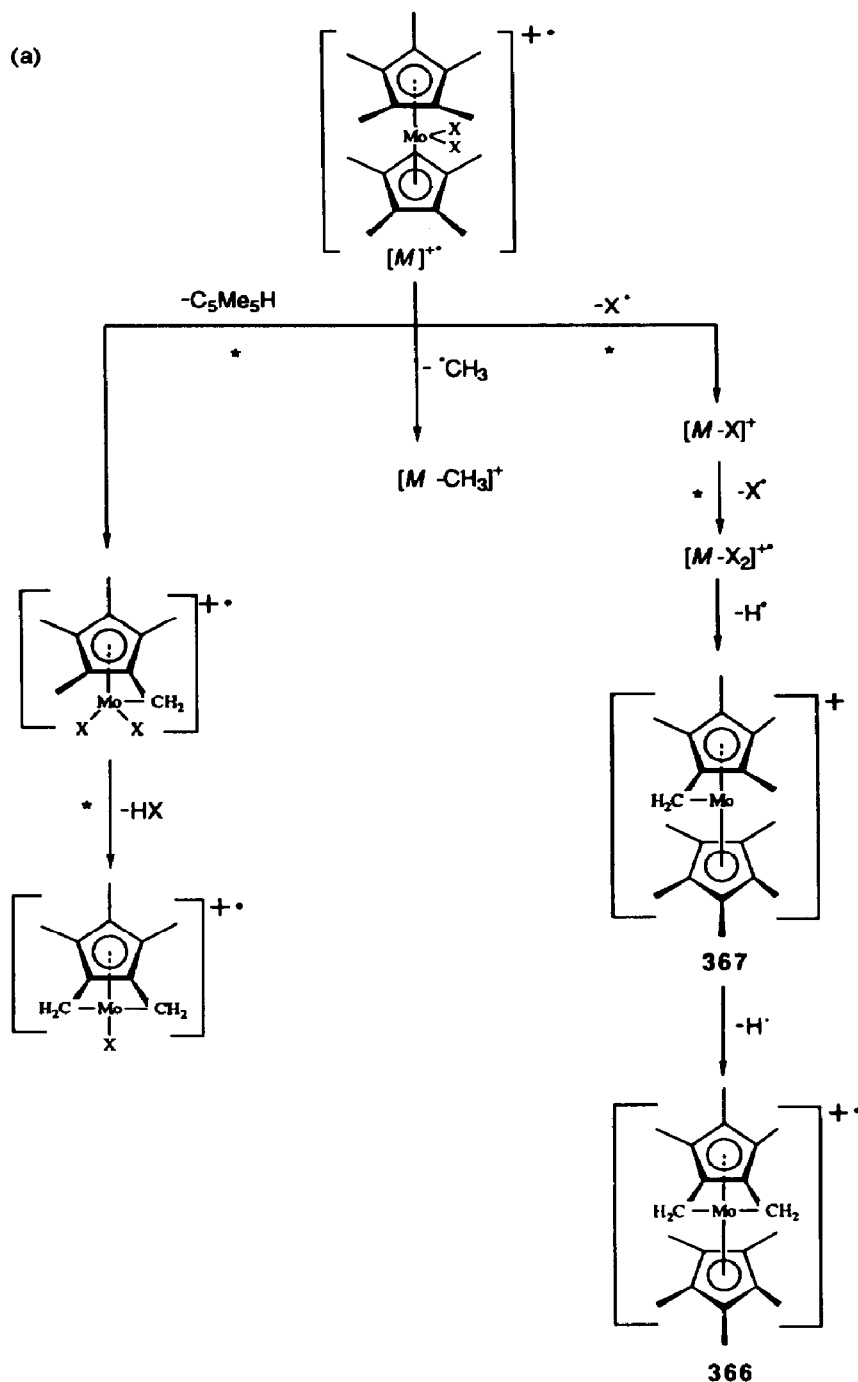 (a)
+•
Mo
X
X
[M]+•
-C5Me5H
-X•
*
*
- •CH3
[M -X]+
[M -CH3]+
*
-X•
[M -X2]+•
-H•
+•
Mo
CH2
X
X
+
H2C
Mo
*
-HX
367
+•
H2C
Mo
CH2
X
-H•
+•
H2C
Mo
CH2
366